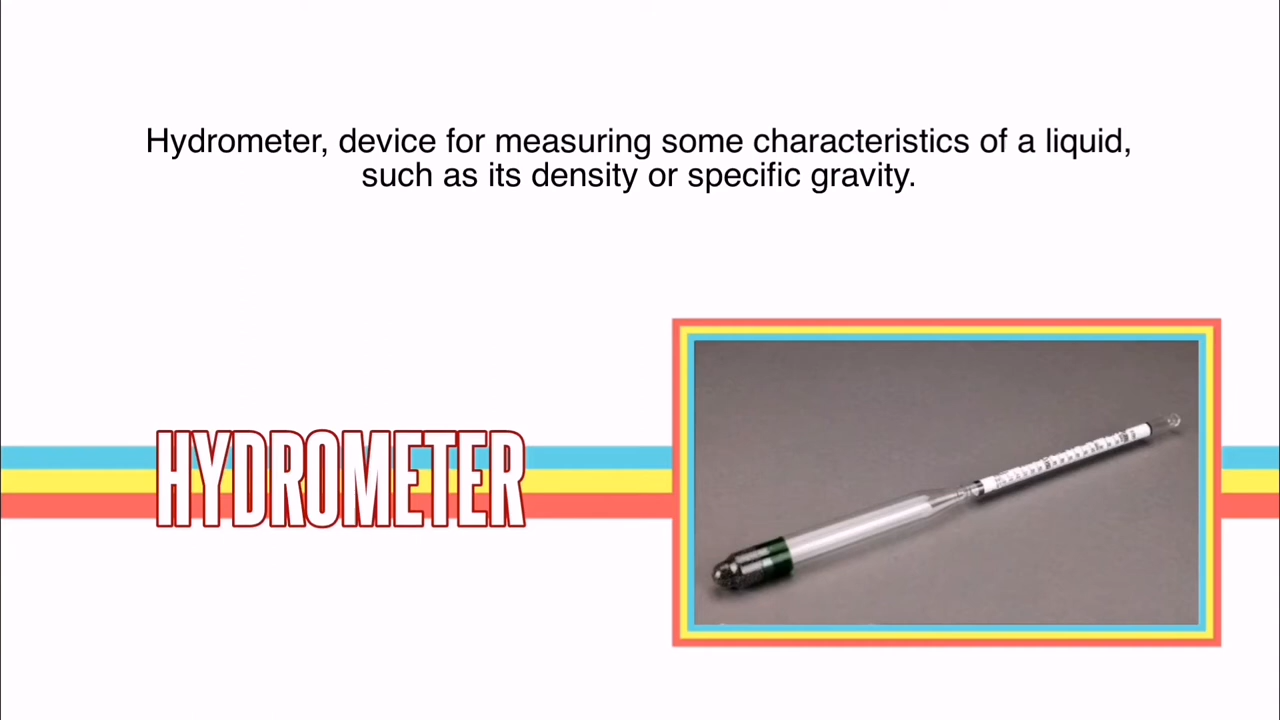 Hydrometer, device for measuring some characteristics of a liquid,
such as its density or specific gravity.
HYDROMETER